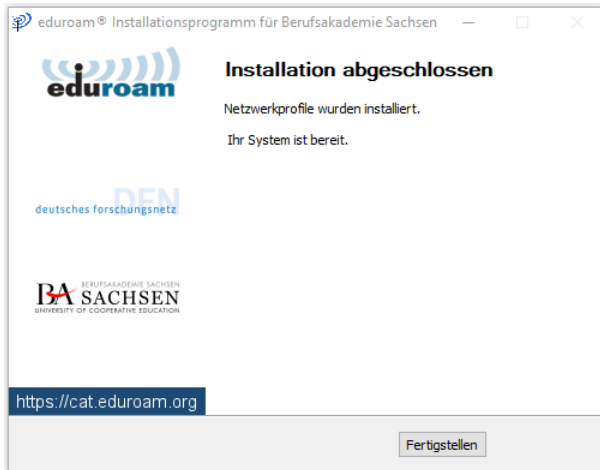 eduroam® Installationsprogramm für Berufsakademie Sachsen
eduroam
Installation abgeschlossen
Netzwerkprofile wurden installiert.
Ihr System ist bereit.
DFN
deutsches forschungsnetz
BA BERUFSAKADEMIE SACHSEN
SACHSEN
UNIVERSITY OF COOPERATIVE EDUCATION
https://cat.eduroam.org
Fertigstellen